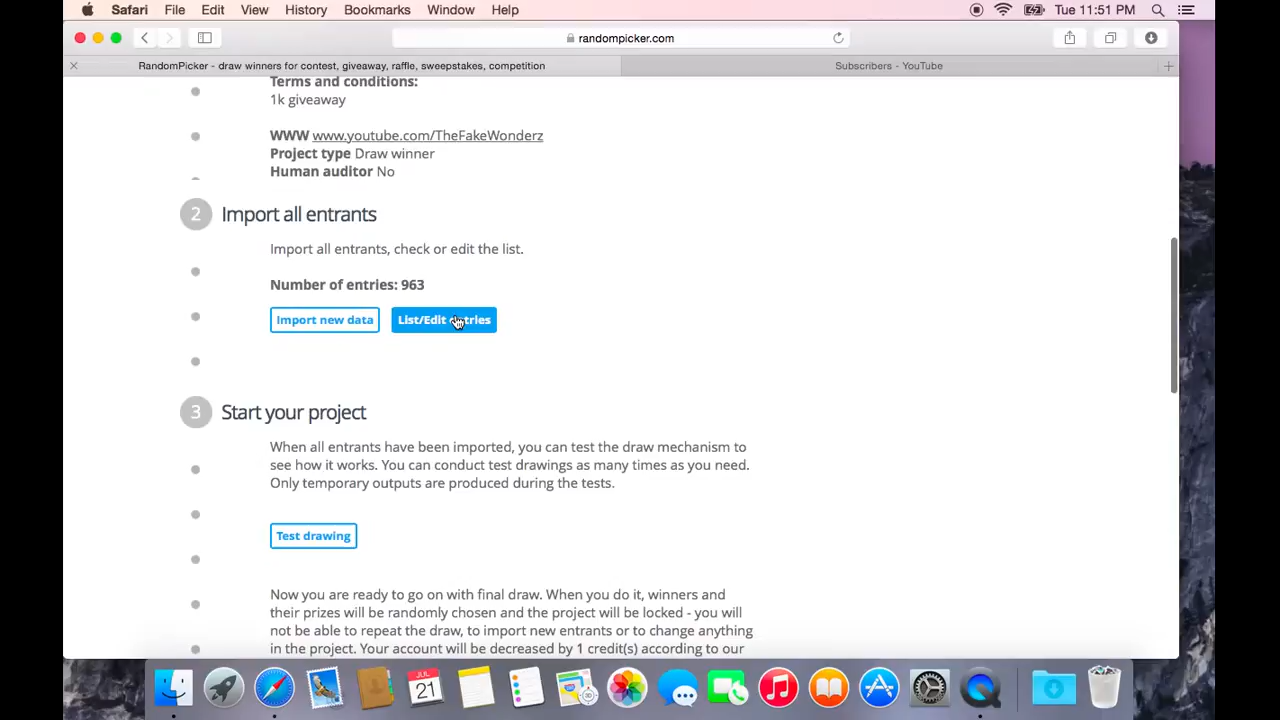 Safari File Edit View History Bookmarks Window Help Tue 11:51 PM
randompicker.com
RandomPicker - draw winners for contest, giveaway, raffle, sweepstakes, competition
Subscribers - YouTube
Terms and conditions:
1k giveaway
WWW www.youtube.com/TheFakeWonderz
Project type Draw winner
Human auditor No
2 Import all entrants
Import all entrants, check or edit the list.
Number of entries: 963
Import new data
List/Edit entries
3 Start your project
When all entrants have been imported, you can test the draw mechanism to
see how it works. You can conduct test drawings as many times as you need.
Only temporary outputs are produced during the tests.
Test drawing
Now you are ready to go on with final draw. When you do it, winners and
their prizes will be randomly chosen and the project will be locked - you will
not be able to repeat the draw, to import new entrants or to change anything
in the project. Your account will be decreased by 1 credit(s) according to our
JUL
21